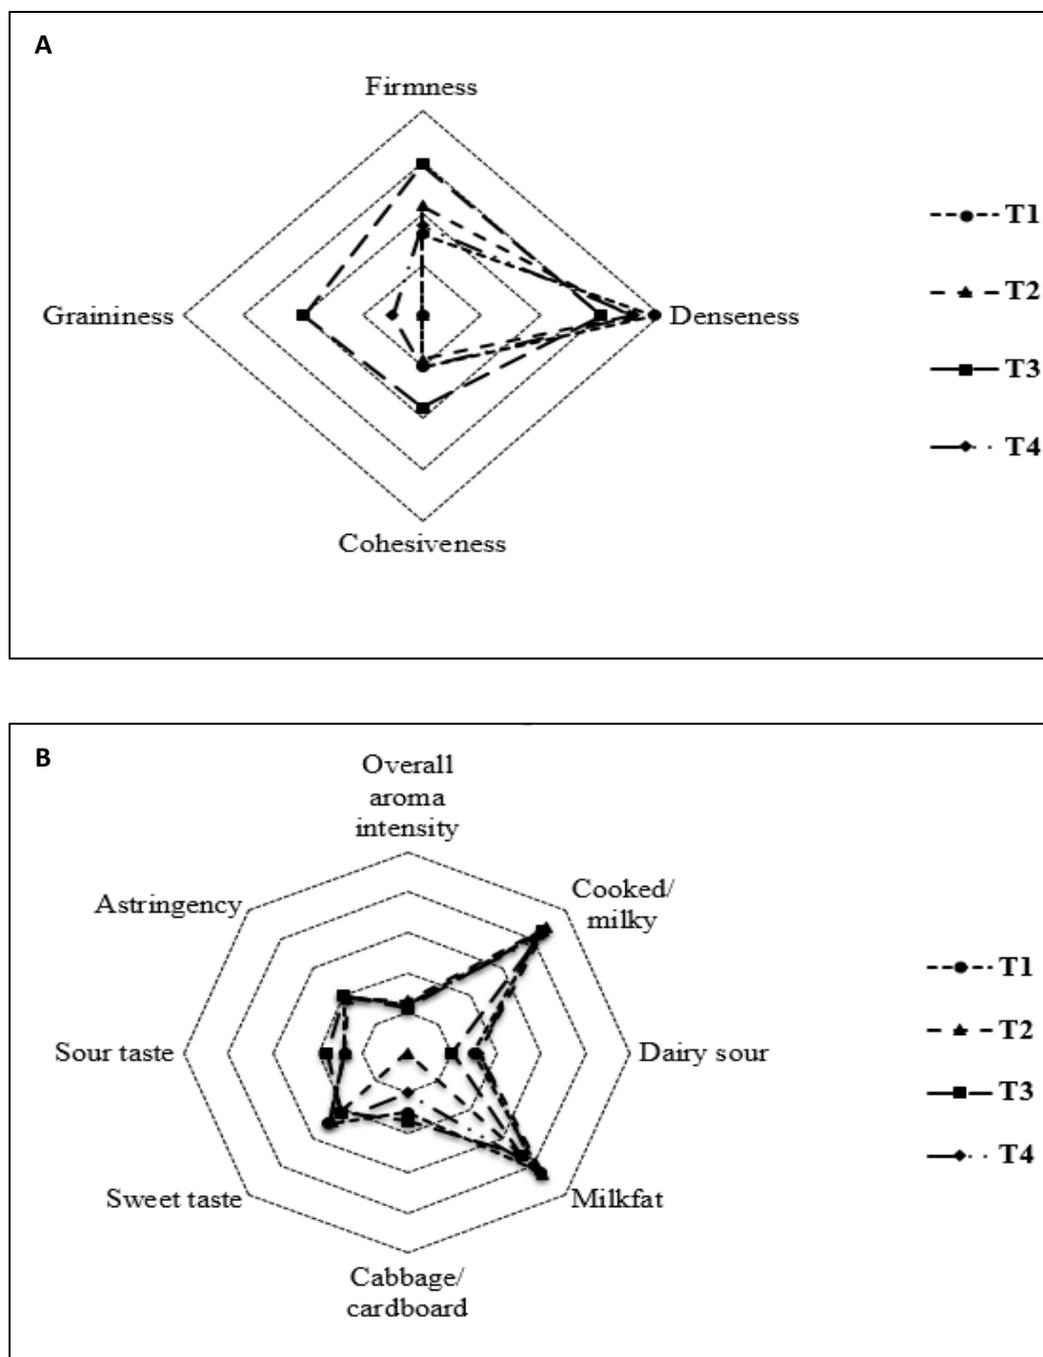 A
Firmness
Graininess
Denseness
Cohesiveness
T1
T2
T3
T4
B
Overall
aroma
intensity
Cooked/
milky
Astringency
Sour taste
Dairy sour
Sweet taste
Milkfat
Cabbage/
cardboard
T1
T2
T3
T4